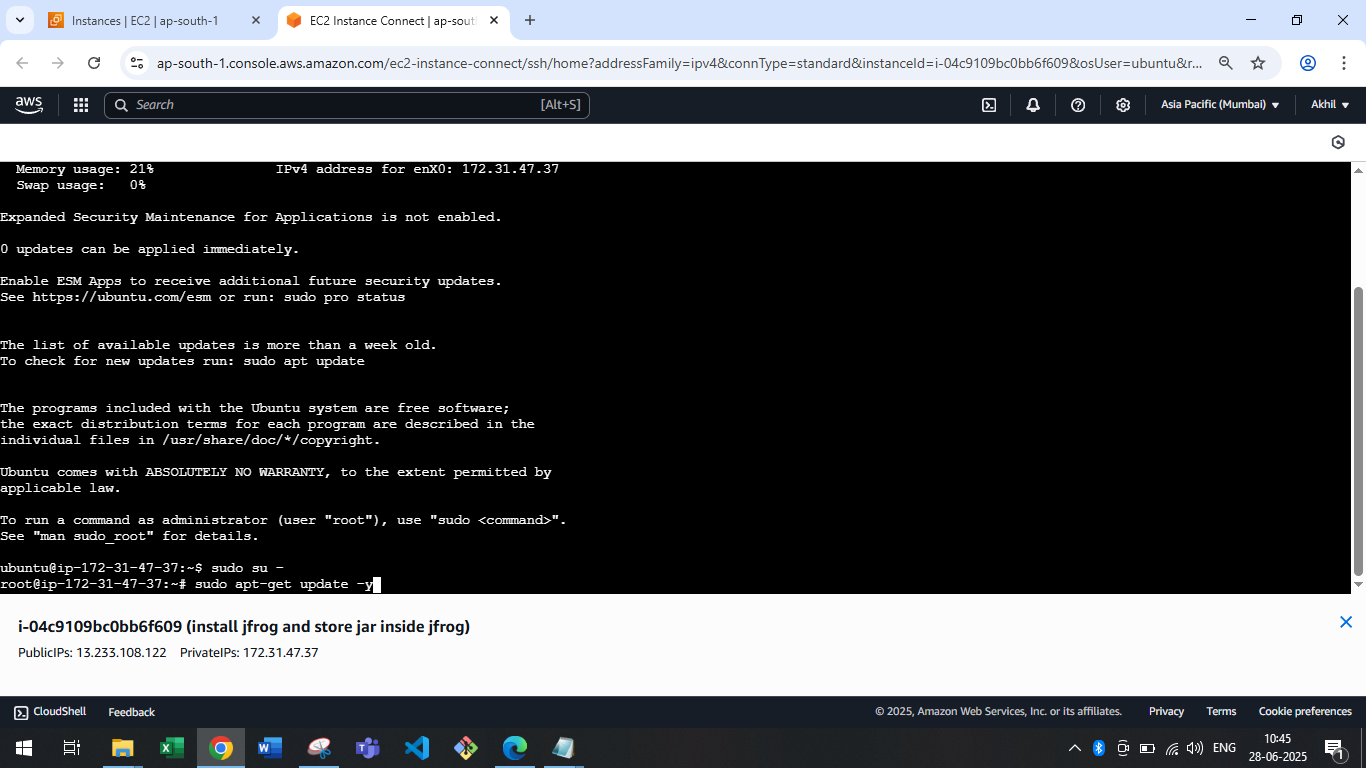 Instances | EC2 | ap-south-1
EC2 Instance Connect | ap-sout
ap-south-1.console.aws.amazon.com/ec2-instance-connect/ssh/home?addressFamily=ipv4&connType=standard&instanceId=i-04c9109bc0bb6f609&osUser=ubuntu&r...
aws
Search
[Alt+S]
Asia Pacific (Mumbai)
Akhil
Memory usage: 21% IPv4 address for enX0: 172.31.47.37
Swap usage: 0%
Expanded Security Maintenance for Applications is not enabled.
0 updates can be applied immediately.
Enable ESM Apps to receive additional future security updates.
See https://ubuntu.com/esm or run: sudo pro status
The list of available updates is more than a week old.
To check for new updates run: sudo apt update
The programs included with the Ubuntu system are free software;
the exact distribution terms for each program are described in the
individual files in /usr/share/doc/*/copyright.
Ubuntu comes with ABSOLUTELY NO WARRANTY, to the extent permitted by
applicable law.
To run a command as administrator (user "root"), use "sudo <command>".
See "man sudo_root" for details.
ubuntu@ip-172-31-47-37:~$ sudo su -
root@ip-172-31-47-37:~# sudo apt-get update -y
i-04c9109bc0bb6f609 (install jfrog and store jar inside jfrog)
PublicIPs: 13.233.108.122 PrivateIPs: 172.31.47.37
CloudShell
Feedback
© 2025, Amazon Web Services, Inc. or its affiliates.
Privacy
Terms
Cookie preferences
ENG
10:45
28-06-2025
1